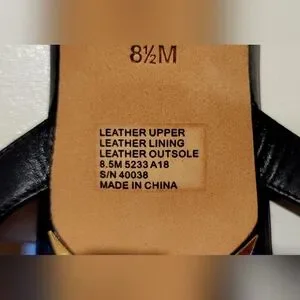 8½M
LEATHER UPPER
LEATHER LINING
LEATHER OUTSOLE
8.5M 5233 A18
S/N 40038
MADE IN CHINA